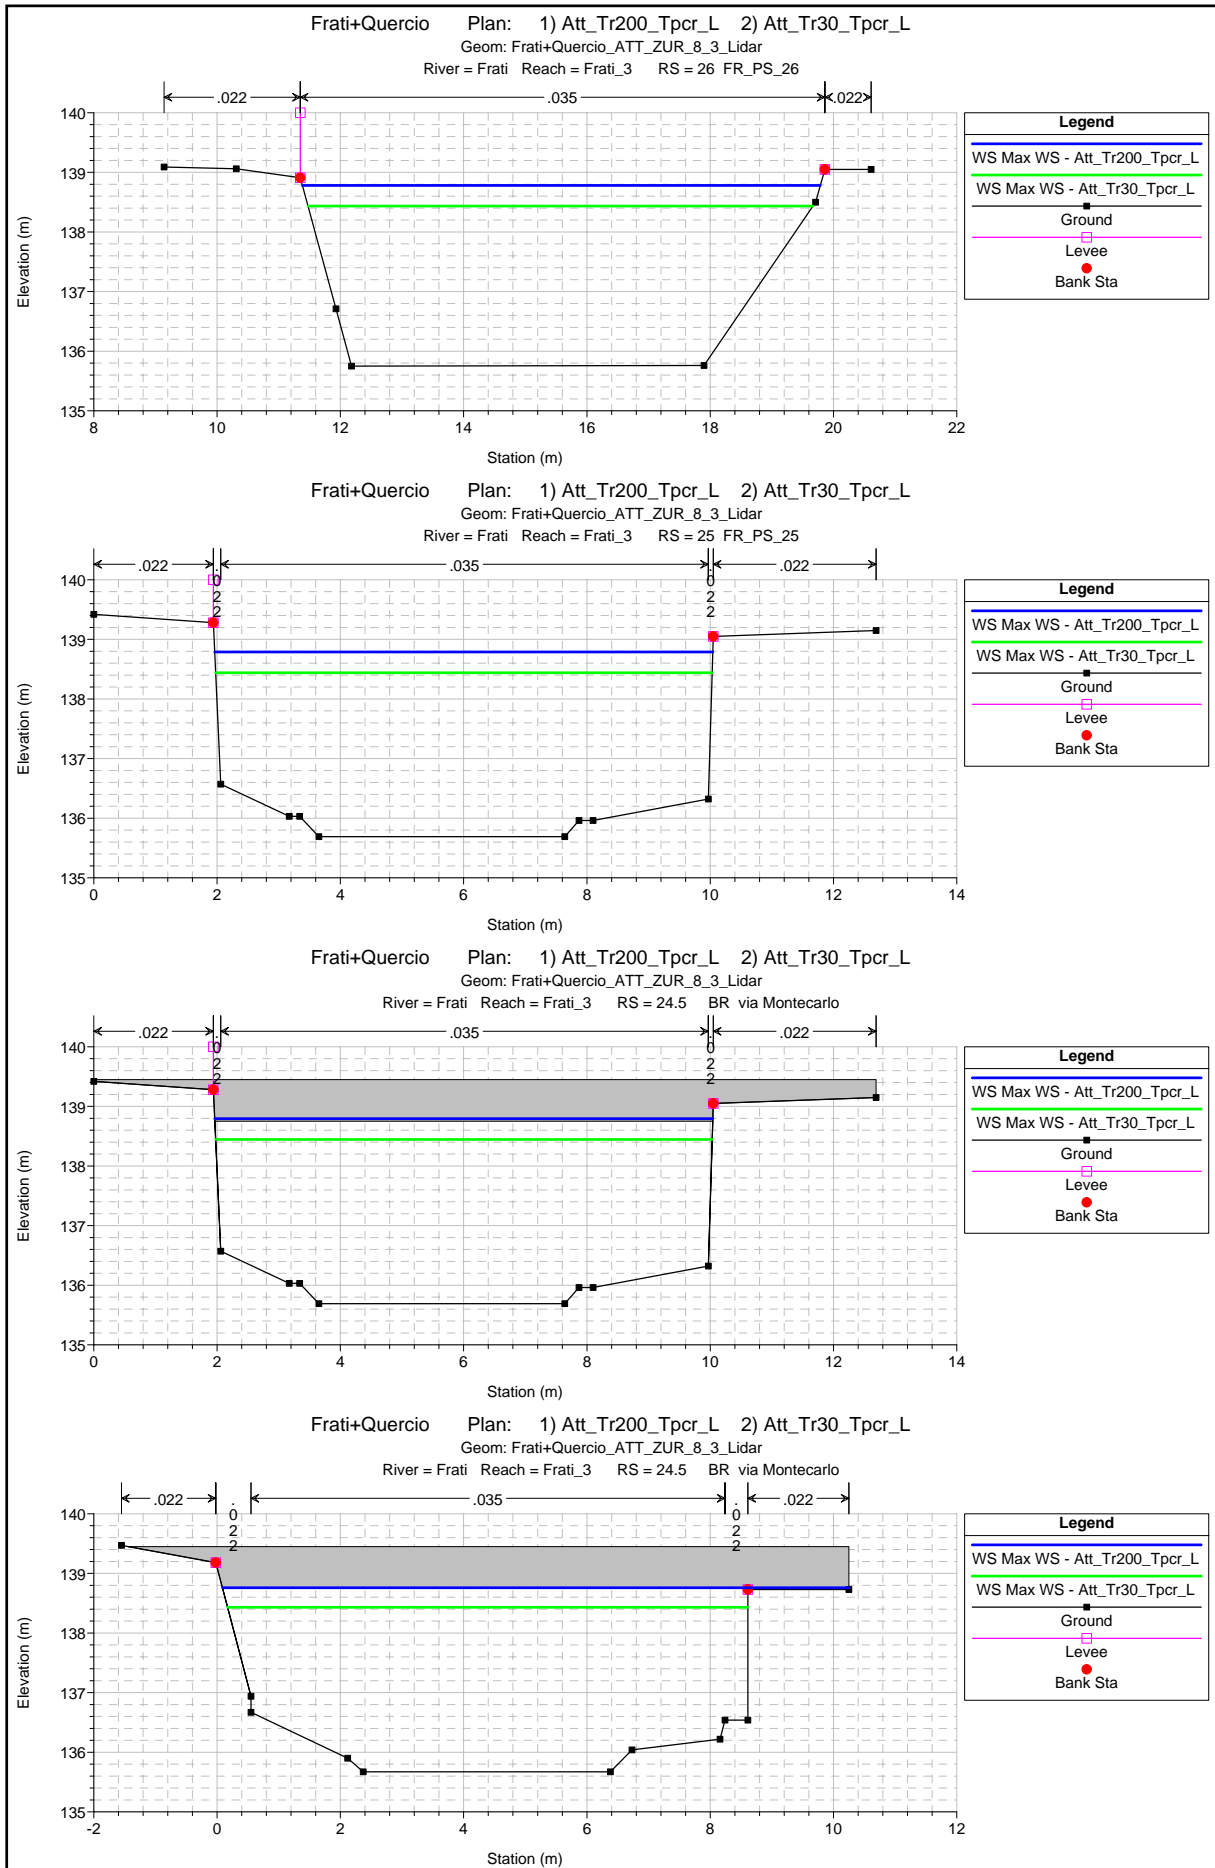 Frati+Quercio Plan: 1) Att_Tr200_Tpcr_L 2) Att_Tr30_Tpcr_L
Geom: Frati+Quercio_ATT_ZUR_8_3_Lidar
River = Frati Reach = Frati_3 RS = 26 FR_PS_26
.022 .035 .022
140
139
138
137
136
135
8 10 12 14 16 18 20 22
Elevation (m)
Station (m)
Legend
WS Max WS - Att_Tr200_Tpcr_L
WS Max WS - Att_Tr30_Tpcr_L
Ground
Levee
Bank Sta
Frati+Quercio Plan: 1) Att_Tr200_Tpcr_L 2) Att_Tr30_Tpcr_L
Geom: Frati+Quercio_ATT_ZUR_8_3_Lidar
River = Frati Reach = Frati_3 RS = 25 FR_PS_25
.022 .022 .035 .022 .022
140
139
138
137
136
135
0 2 4 6 8 10 12 14
Elevation (m)
Station (m)
Legend
WS Max WS - Att_Tr200_Tpcr_L
WS Max WS - Att_Tr30_Tpcr_L
Ground
Levee
Bank Sta
Frati+Quercio Plan: 1) Att_Tr200_Tpcr_L 2) Att_Tr30_Tpcr_L
Geom: Frati+Quercio_ATT_ZUR_8_3_Lidar
River = Frati Reach = Frati_3 RS = 24.5 BR via Montecarlo
.022 .022 .035 .022 .022
140
139
138
137
136
135
0 2 4 6 8 10 12 14
Elevation (m)
Station (m)
Legend
WS Max WS - Att_Tr200_Tpcr_L
WS Max WS - Att_Tr30_Tpcr_L
Ground
Levee
Bank Sta
Frati+Quercio Plan: 1) Att_Tr200_Tpcr_L 2) Att_Tr30_Tpcr_L
Geom: Frati+Quercio_ATT_ZUR_8_3_Lidar
River = Frati Reach = Frati_3 RS = 24.5 BR via Montecarlo
.022 .022 .035 .022 .022
140
139
138
137
136
135
-2 0 2 4 6 8 10 12
Elevation (m)
Station (m)
Legend
WS Max WS - Att_Tr200_Tpcr_L
WS Max WS - Att_Tr30_Tpcr_L
Ground
Levee
Bank Sta